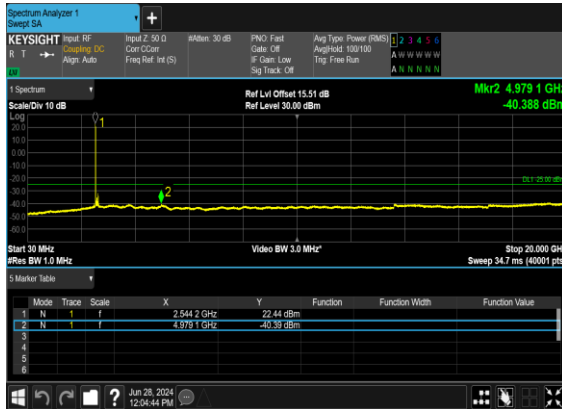 Spectrum Analyzer 1
Swept SA
+
KEYSIGHT Input: RF Input Z: 50 Ω #Atten: 30 dB PNO: Fast Avg Type: Power (RMS) 1 2 3 4 5 6
R T Coupling: DC Corr CCorr Gate: Off Avg|Hold: 100/100 A W W W W W
Align: Auto Freq Ref: Int (S) IF Gain: Low Trig: Free Run
Sig Track: Off A N N N N N
1 Spectrum Ref Lvl Offset 15.51 dB Mkr2 4.979 1 GHz
Scale/Div 10 dB Ref Level 30.00 dBm -40.388 dBm
Log
1
20.0
10.0
0.00
-10.0
-20.0 DL1 -25.00 dBm
-30.0 2
-40.0
-50.0
-60.0
Start 30 MHz Video BW 3.0 MHz* Stop 20.000 GHz
#Res BW 1.0 MHz Sweep 34.7 ms (40001 pts)
5 Marker Table
Mode Trace Scale X Y Function Function Width Function Value
1 N 1 f 2.544 2 GHz 22.44 dBm
2 N 1 f 4.979 1 GHz -40.39 dBm
3
4
5
6
? Jun 28, 2024
12:04:44 PM